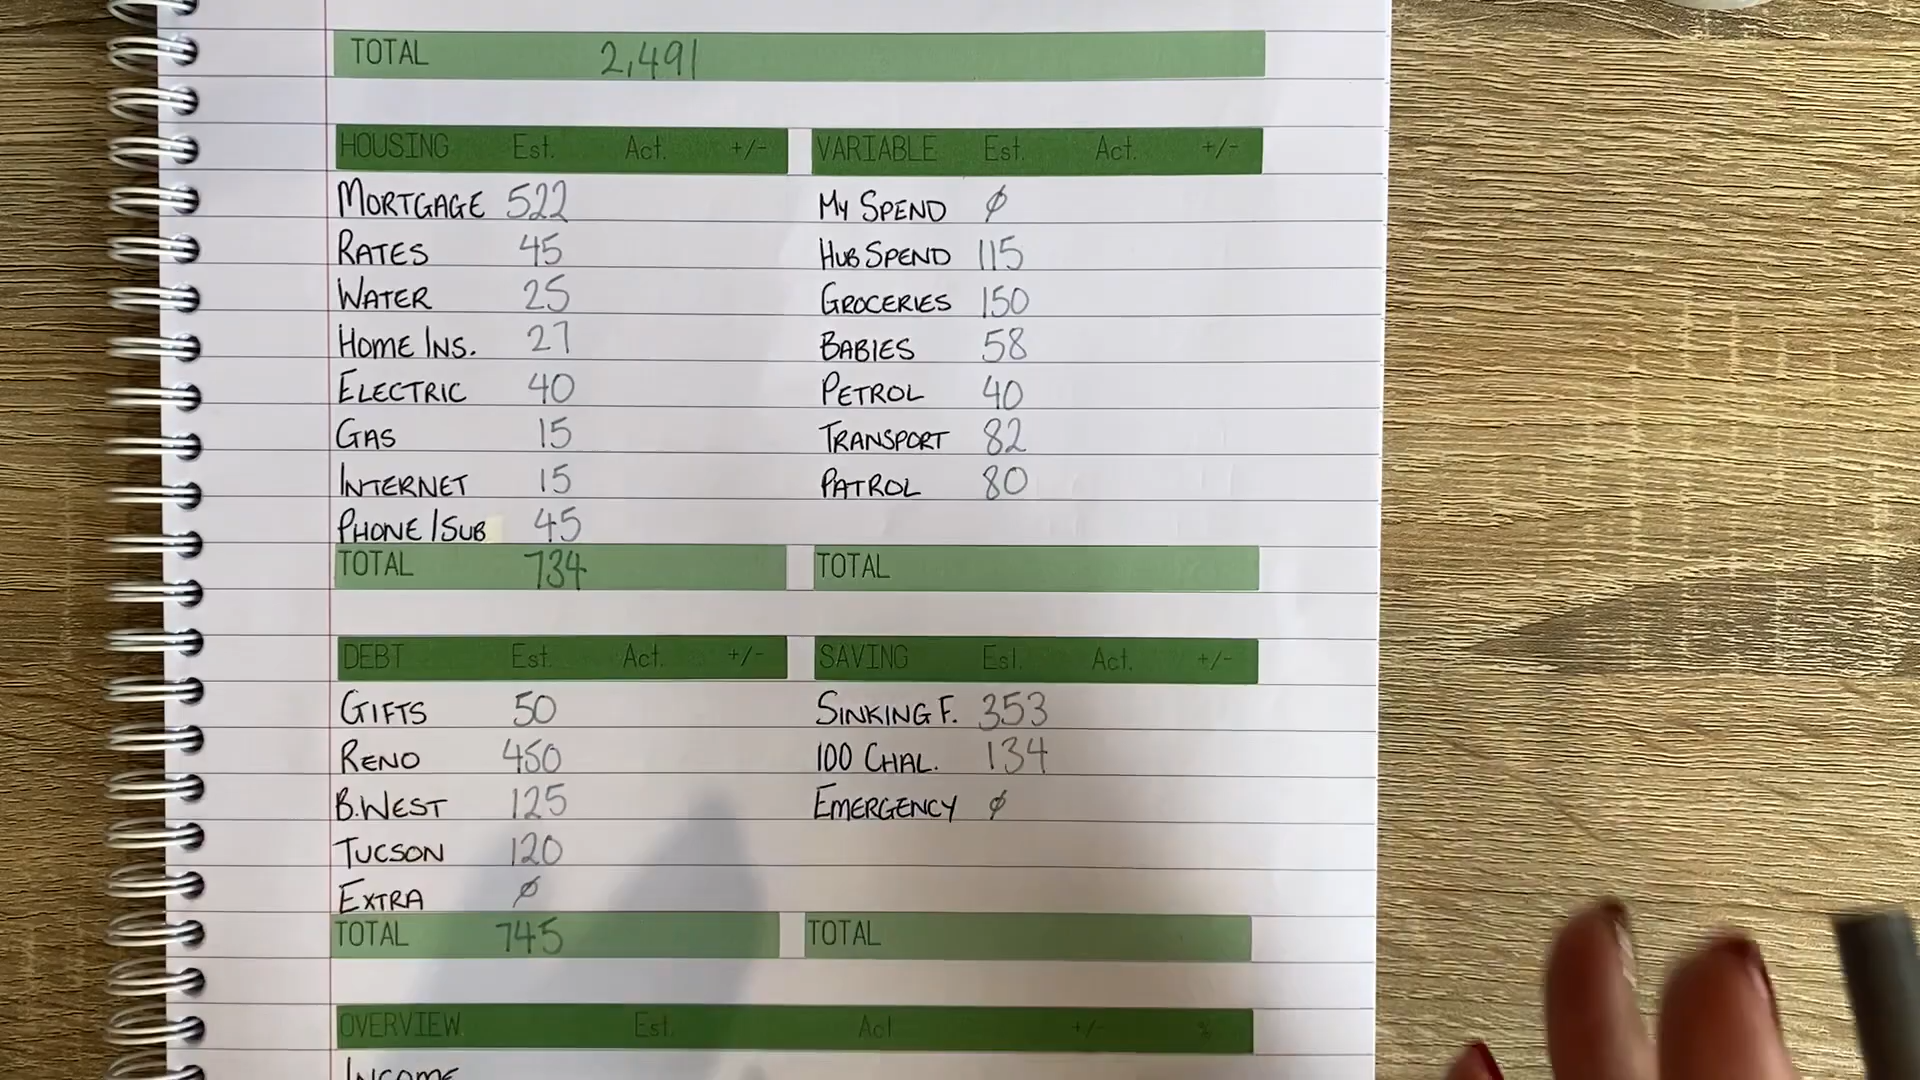 TOTAL 2,491
HOUSING Est. Act. +/-
MORTGAGE 522
RATES 45
WATER 25
HOME INS. 27
ELECTRIC 40
GAS 15
INTERNET 15
PHONE/SUB 45
TOTAL 734
VARIABLE Est. Act. +/-
MY SPEND ∅
HUB SPEND 115
GROCERIES 150
BABIES 58
PETROL 40
TRANSPORT 82
PATROL 80
TOTAL
DEBT Est. Act. +/-
GIFTS 50
RENO 450
B.WEST 125
TUCSON 120
EXTRA ∅
TOTAL 745
SAVING Est. Act. +/-
SINKING F. 353
100 CHAL. 134
EMERGENCY ∅
TOTAL
OVERVIEW Est. Act +/- %
INCOME